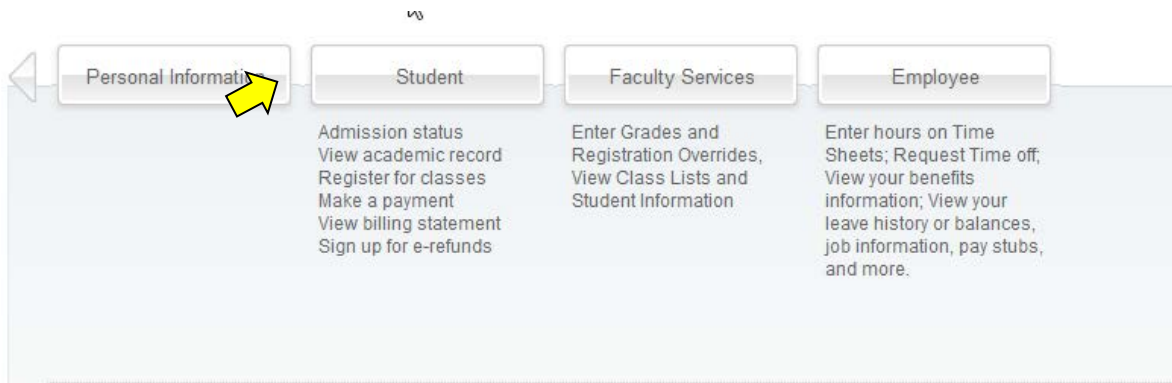 Personal Information
Student
Faculty Services
Employee
Admission status
View academic record
Register for classes
Make a payment
View billing statement
Sign up for e-refunds
Enter Grades and
Registration Overrides,
View Class Lists and
Student Information
Enter hours on Time
Sheets; Request Time off;
View your benefits
information; View your
leave history or balances,
job information, pay stubs,
and more.